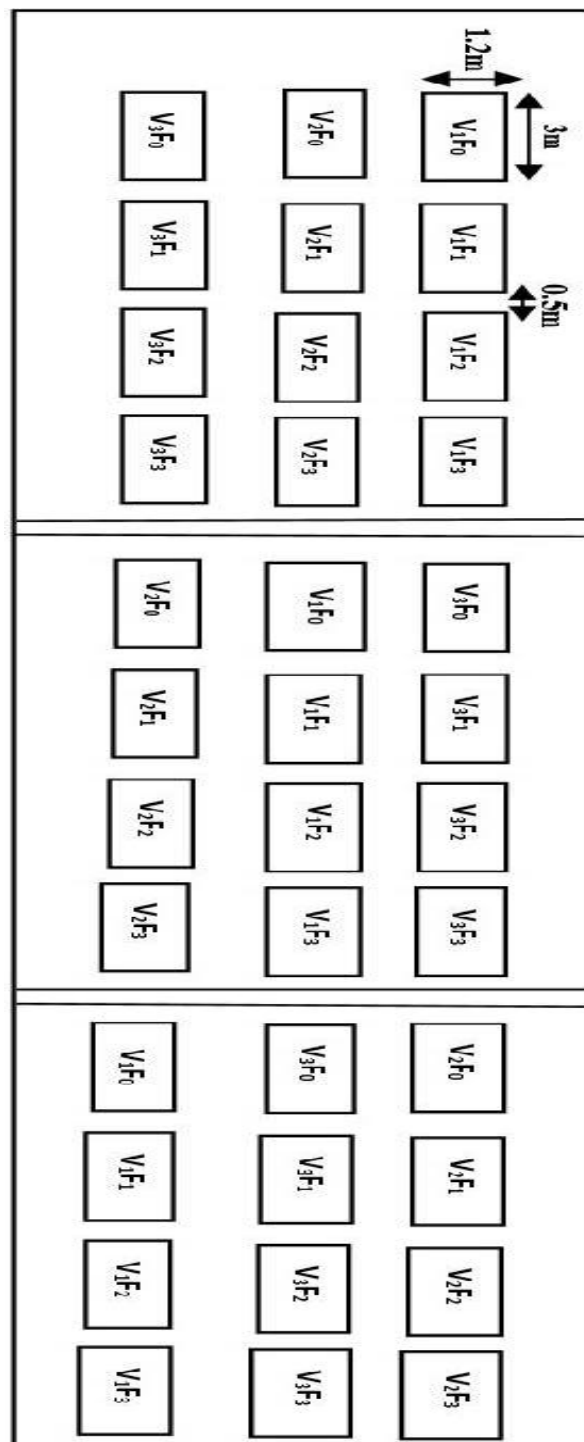 3m 0.5m
1.2m
V₁F₀ V₁F₁ V₁F₂ V₁F₃ V₃F₀ V₃F₁ V₃F₂ V₃F₃ V₂F₀ V₂F₁ V₂F₂ V₂F₃
V₂F₀ V₂F₁ V₂F₂ V₂F₃ V₁F₀ V₁F₁ V₁F₂ V₁F₃ V₃F₀ V₃F₁ V₃F₂ V₃F₃
V₃F₀ V₃F₁ V₃F₂ V₃F₃ V₂F₀ V₂F₁ V₂F₂ V₂F₃ V₁F₀ V₁F₁ V₁F₂ V₁F₃